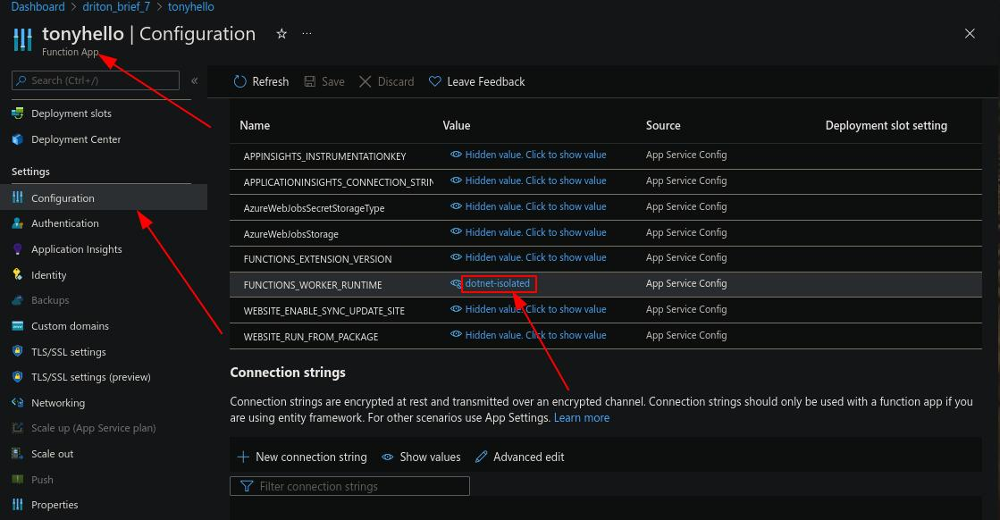 Dashboard > driton_brief_7 > tonyhello
tonyhello | Configuration ☆ ...
Function App
Search (Ctrl+/) «
Deployment slots
Deployment Center
Settings
Configuration
Authentication
Application Insights
Identity
Backups
Custom domains
TLS/SSL settings
TLS/SSL settings (preview)
Networking
Scale up (App Service plan)
Scale out
Push
Properties
Refresh Save Discard Leave Feedback
Name Value Source Deployment slot setting
APPINSIGHTS_INSTRUMENTATIONKEY Hidden value. Click to show value App Service Config
APPLICATIONINSIGHTS_CONNECTION_STRIN Hidden value. Click to show value App Service Config
AzureWebJobsSecretStorageType Hidden value. Click to show value App Service Config
AzureWebJobsStorage Hidden value. Click to show value App Service Config
FUNCTIONS_EXTENSION_VERSION Hidden value. Click to show value App Service Config
FUNCTIONS_WORKER_RUNTIME dotnet-isolated App Service Config
WEBSITE_ENABLE_SYNC_UPDATE_SITE Hidden value. Click to show value App Service Config
WEBSITE_RUN_FROM_PACKAGE Hidden value. Click to show value App Service Config
Connection strings
Connection strings are encrypted at rest and transmitted over an encrypted channel. Connection strings should only be used with a function app if you
are using entity framework. For other scenarios use App Settings. Learn more
New connection string Show values Advanced edit
Filter connection strings